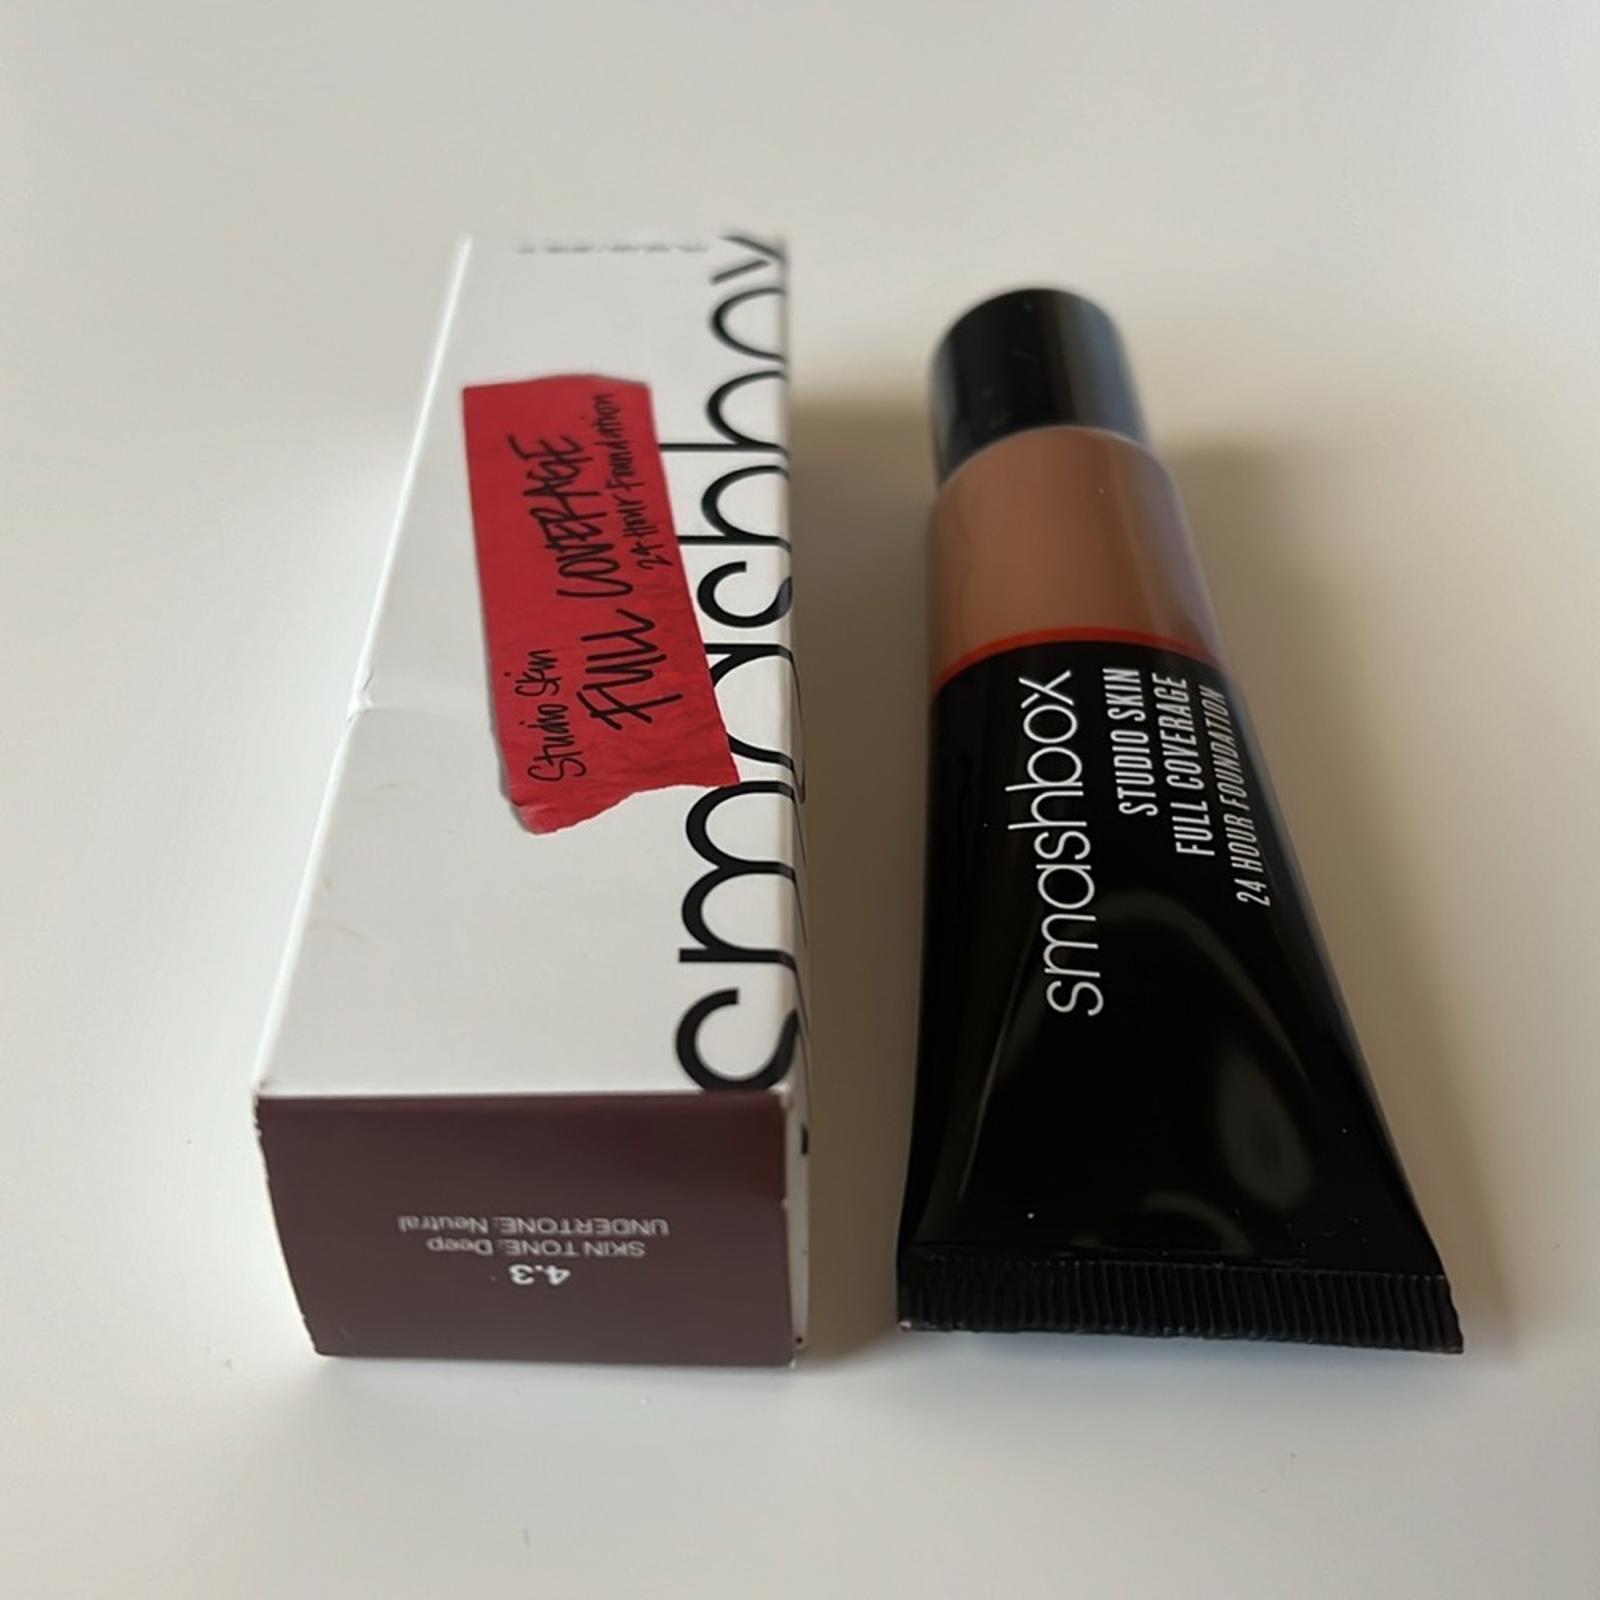 smashbox
Studio Skin
FULL COVERAGE
24 Hour Foundation
4.3
SKIN TONE: Deep
UNDERTONE: Neutral
smashbox
STUDIO SKIN
FULL COVERAGE
24 HOUR FOUNDATION